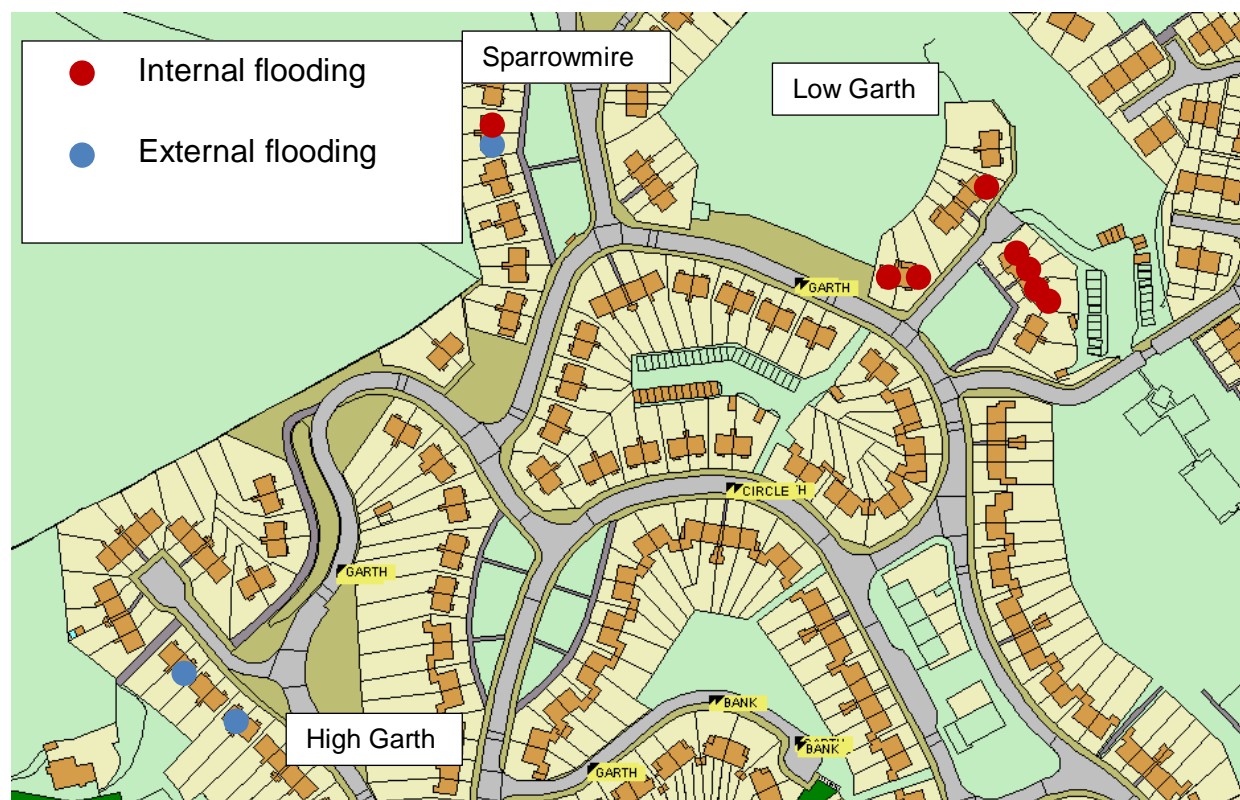 Sparrowmire
Internal flooding
Low Garth
External flooding
GARTH
CIRCLE H
GARTH
BANK
High Garth
BANK
GARTH